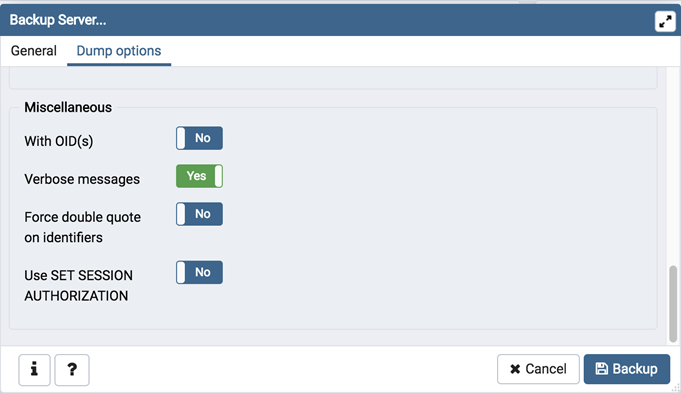 Backup Server...
General Dump options
Miscellaneous
With OID(s) No
Verbose messages Yes
Force double quote No
on identifiers
Use SET SESSION No
AUTHORIZATION
i ? Cancel Backup